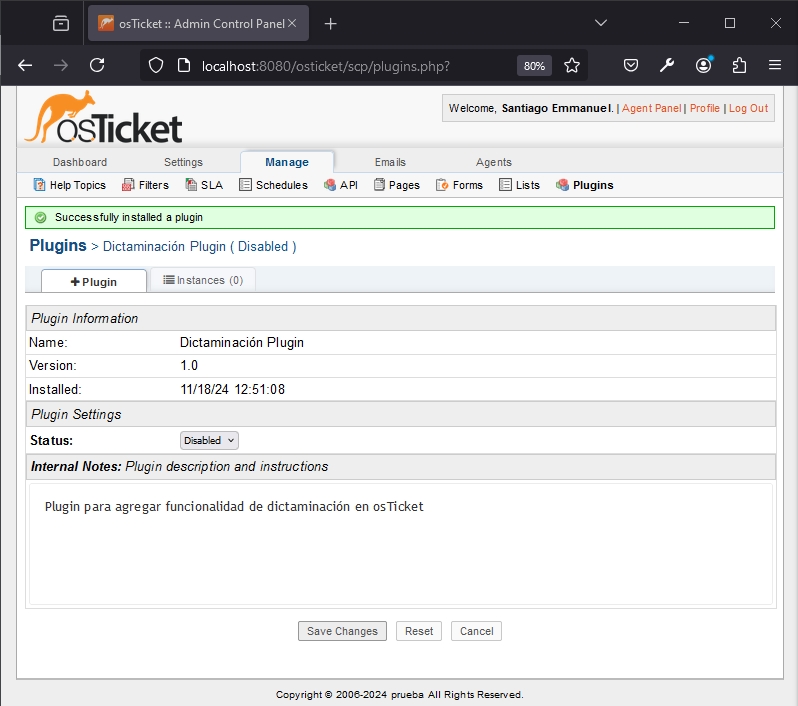 osTicket :: Admin Control Panel
localhost:8080/osticket/scp/plugins.php?
80%
osTicket
Welcome, Santiago Emmanuel. | Agent Panel | Profile | Log Out
Dashboard Settings Manage Emails Agents
Help Topics Filters SLA Schedules API Pages Forms Lists Plugins
Successfully installed a plugin
Plugins > Dictaminación Plugin ( Disabled )
Plugin Instances (0)
Plugin Information
Name: Dictaminación Plugin
Version: 1.0
Installed: 11/18/24 12:51:08
Plugin Settings
Status: Disabled
Internal Notes: Plugin description and instructions
Plugin para agregar funcionalidad de dictaminación en osTicket
Save Changes Reset Cancel
Copyright © 2006-2024 prueba All Rights Reserved.